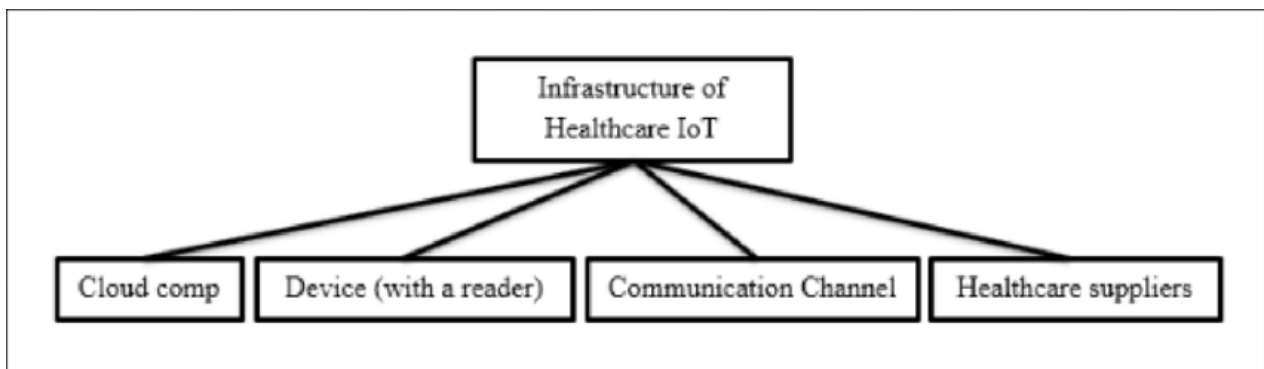 Infrastructure of
Healthcare IoT
Cloud comp
Device (with a reader)
Communication Channel
Healthcare suppliers